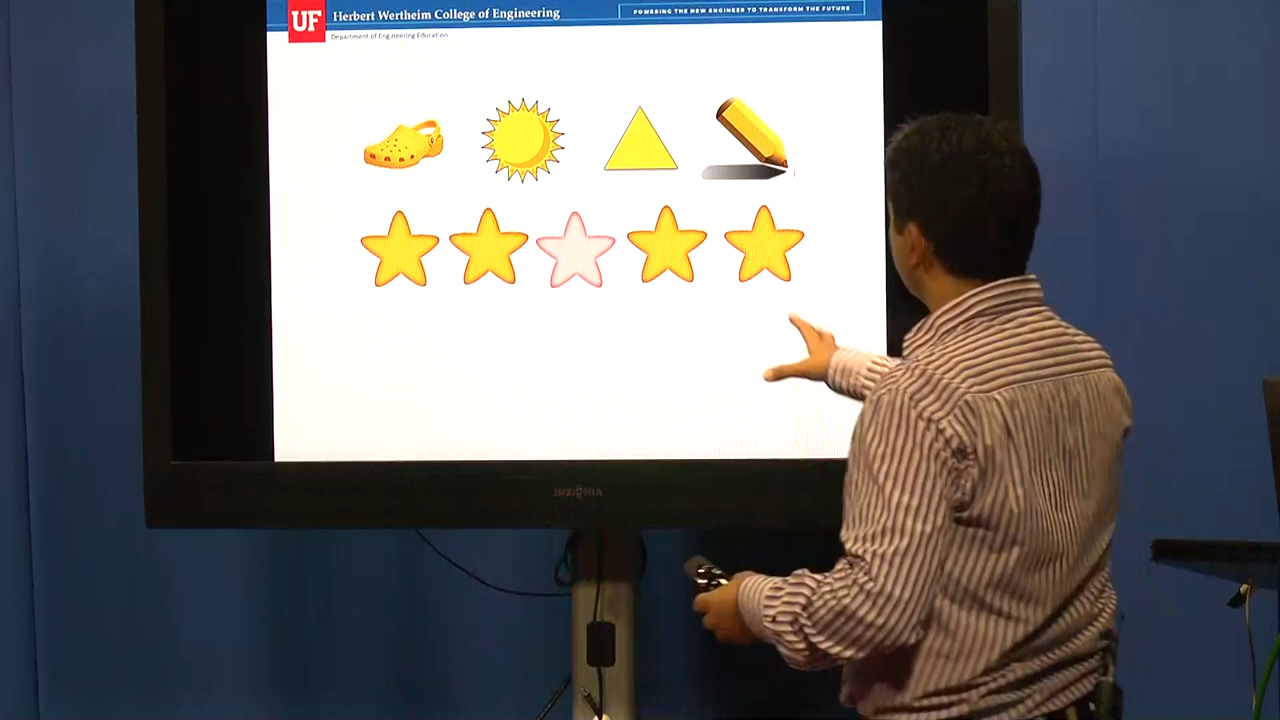 UF
Herbert Wertheim College of Engineering
POWERING THE NEW ENGINEER TO TRANSFORM THE FUTURE
Department of Engineering Education
INSIGNIA